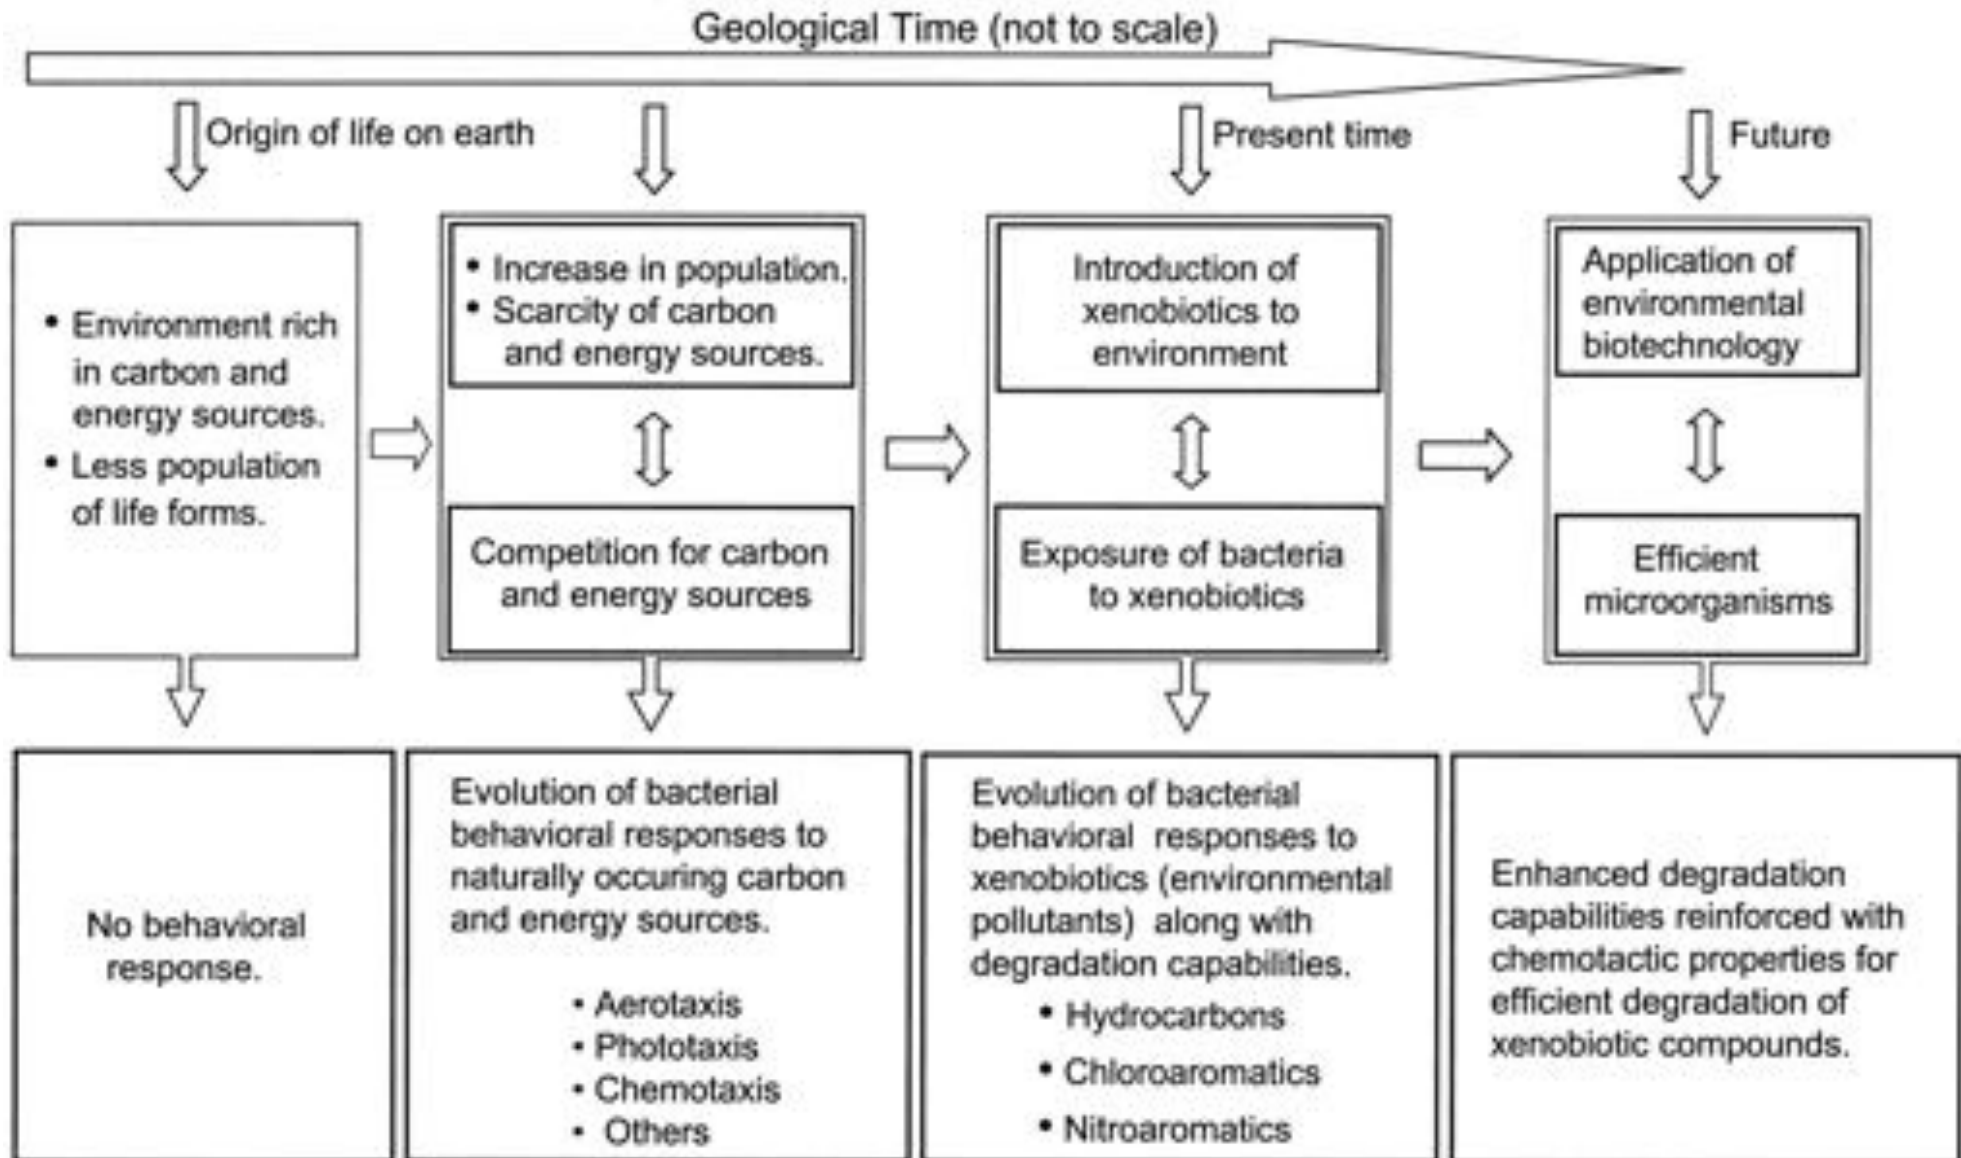 Geological Time (not to scale)
Origin of life on earth
Present time
Future
• Environment rich
in carbon and
energy sources.
• Less population
of life forms.
• Increase in population.
• Scarcity of carbon
and energy sources.
Competition for carbon
and energy sources
Introduction of
xenobiotics to
environment
Exposure of bacteria
to xenobiotics
Application of
environmental
biotechnology
Efficient
microorganisms
No behavioral
response.
Evolution of bacterial
behavioral responses to
naturally occuring carbon
and energy sources.
• Aerotaxis
• Phototaxis
• Chemotaxis
• Others
Evolution of bacterial
behavioral responses to
xenobiotics (environmental
pollutants) along with
degradation capabilities.
• Hydrocarbons
• Chloroaromatics
• Nitroaromatics
Enhanced degradation
capabilities reinforced with
chemotactic properties for
efficient degradation of
xenobiotic compounds.